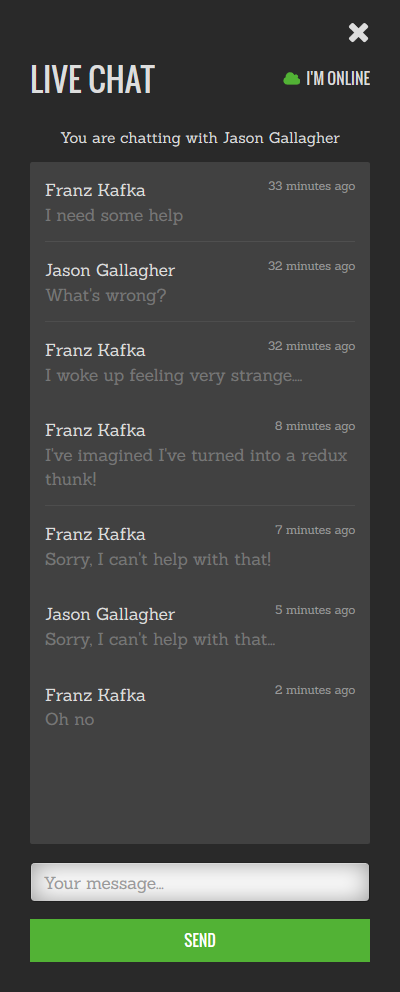 LIVE CHAT
I'M ONLINE
You are chatting with Jason Gallagher
Franz Kafka
33 minutes ago
I need some help
Jason Gallagher
32 minutes ago
What's wrong?
Franz Kafka
32 minutes ago
I woke up feeling very strange....
Franz Kafka
8 minutes ago
I've imagined I've turned into a redux
thunk!
Franz Kafka
7 minutes ago
Sorry, I can't help with that!
Jason Gallagher
5 minutes ago
Sorry, I can't help with that...
Franz Kafka
2 minutes ago
Oh no
Your message...
SEND